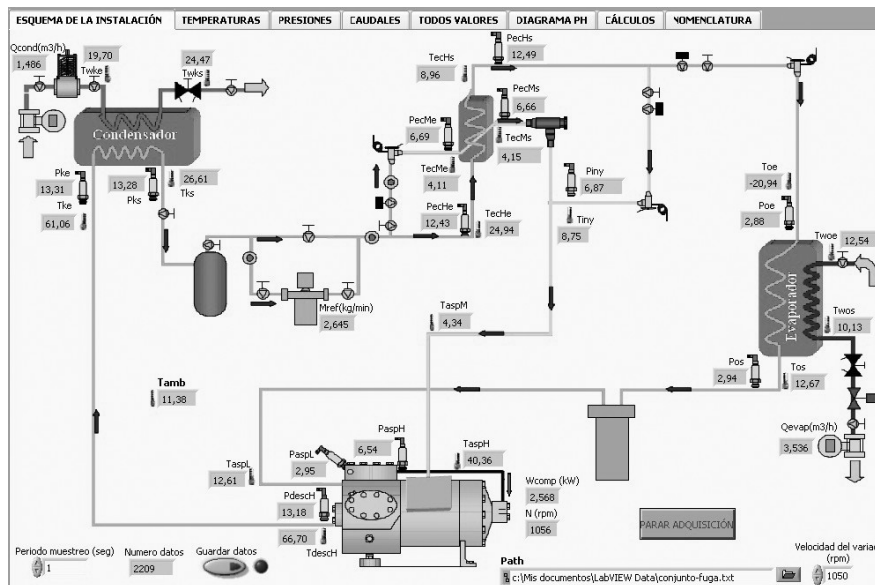 ESQUEMA DE LA INSTALACIÓN TEMPERATURAS PRESIONES CAUDALES TODOS VALORES DIAGRAMA PH CÁLCULOS NOMENCLATURA
Qcond(m3/h)
1,486
19,70
Twke
24,47
Twks
Condensador
Pke
13,31
Tke
61,06
13,28
Pks
26,61
Tks
PecHs
12,49
TecHs
8,96
PecMs
6,66
PecMe
6,69
TecMs
4,15
TecMe
4,11
PecHe
12,43
TecHe
24,94
Piny
6,87
Tiny
8,75
Toe
-20,94
Poe
2,88
Twoe
12,54
Evaporador
Twos
10,13
Mref(kg/min)
2,645
TaspM
4,34
Pos
2,94
Tos
12,67
Tamb
11,38
Qevap(m3/h)
3,536
PaspH
6,54
PaspL
2,95
TaspH
40,36
TaspL
12,61
PdescH
13,18
66,70
TdescH
Wcomp (kW)
2,568
N (rpm)
1056
PARAR ADQUISICIÓN
Periodo muestreo (seg)
1
Numero datos
2209
Guardar datos
Path
c:\Mis documentos\LabVIEW Data\conjunto-fuga.txt
Velocidad del variac
(rpm)
1050